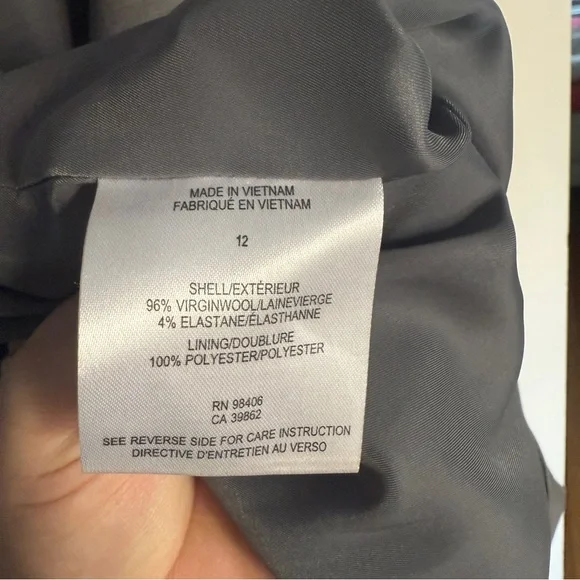 MADE IN VIETNAM
FABRIQUÉ EN VIETNAM
12
SHELL/EXTÉRIEUR
96% VIRGINWOOL/LAINEVIERGE
4% ELASTANE/ÉLASTHANNE
LINING/DOUBLURE
100% POLYESTER/POLYESTER
RN 98406
CA 39862
SEE REVERSE SIDE FOR CARE INSTRUCTION
DIRECTIVE D'ENTRETIEN AU VERSO